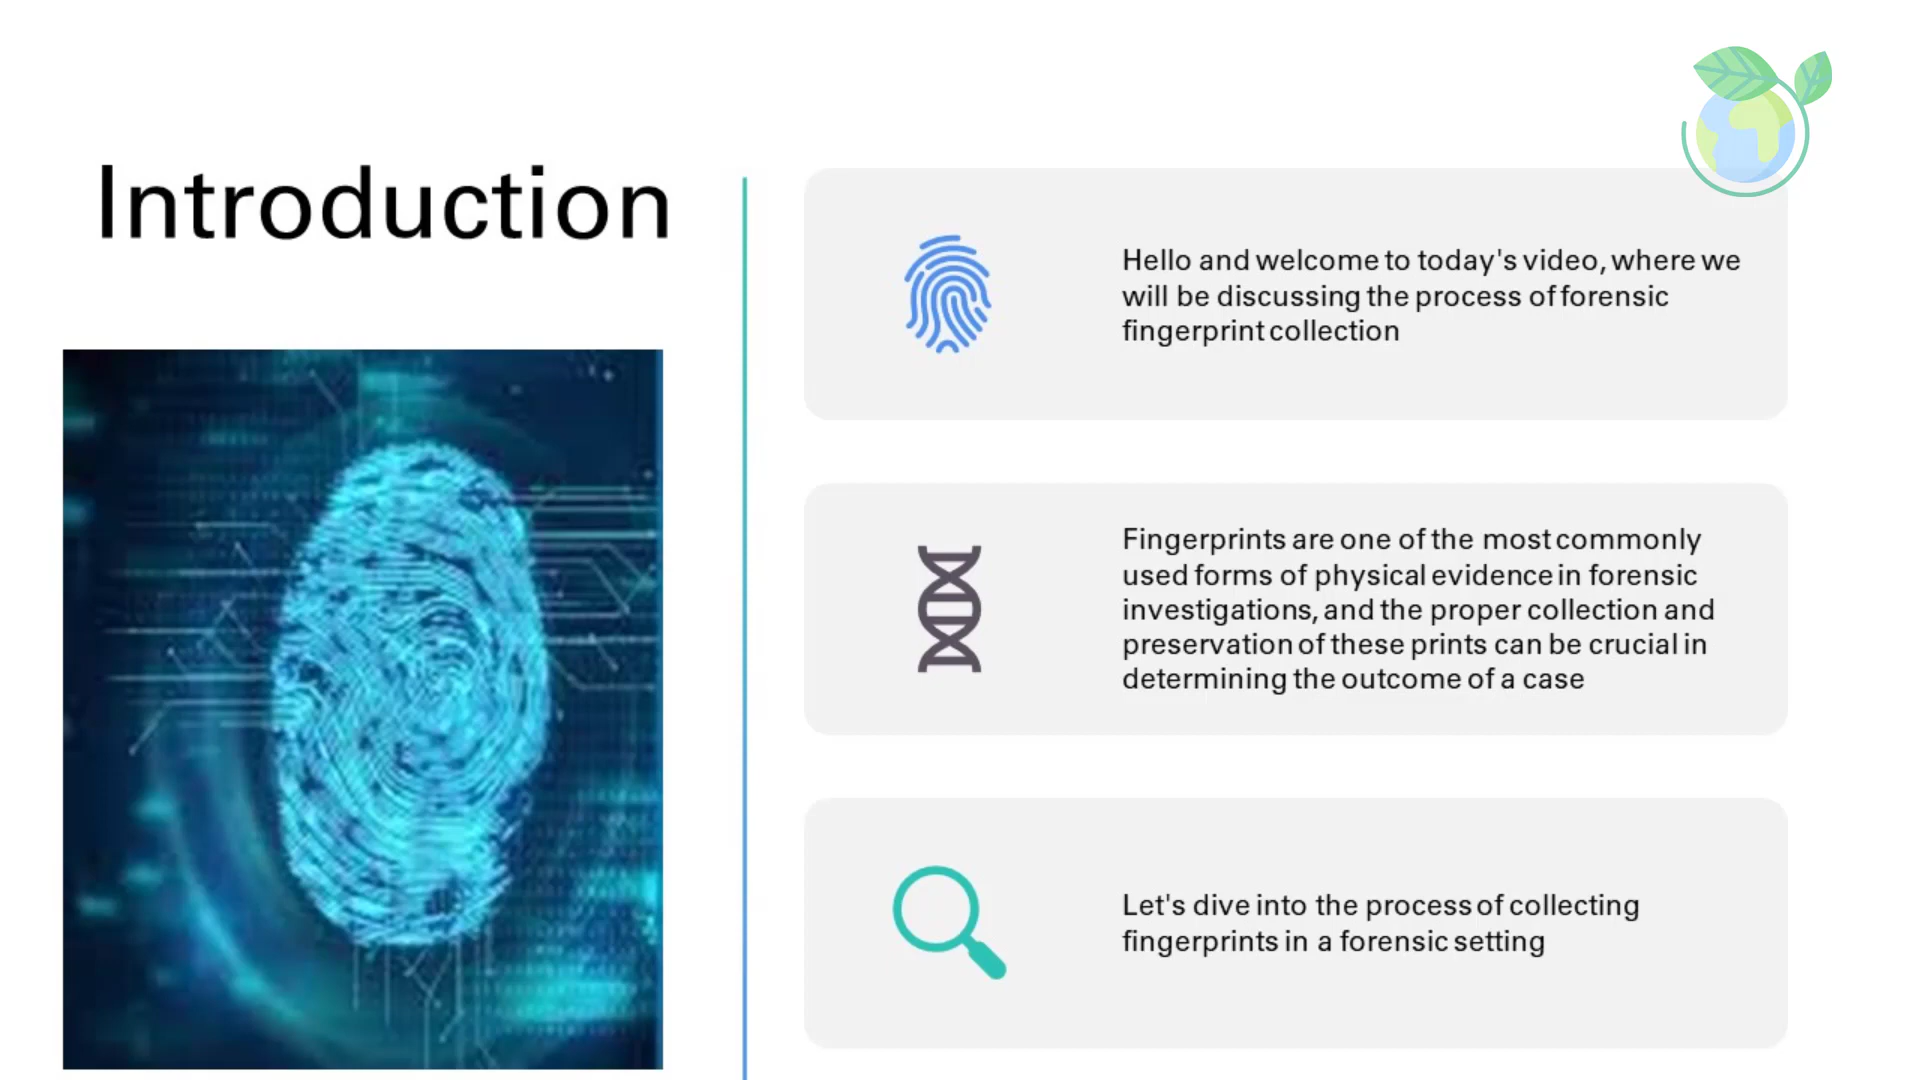 Introduction
Hello and welcome to today's video, where we
will be discussing the process of forensic
fingerprint collection
Fingerprints are one of the most commonly
used forms of physical evidence in forensic
investigations, and the proper collection and
preservation of these prints can be crucial in
determining the outcome of a case
Let's dive into the process of collecting
fingerprints in a forensic setting